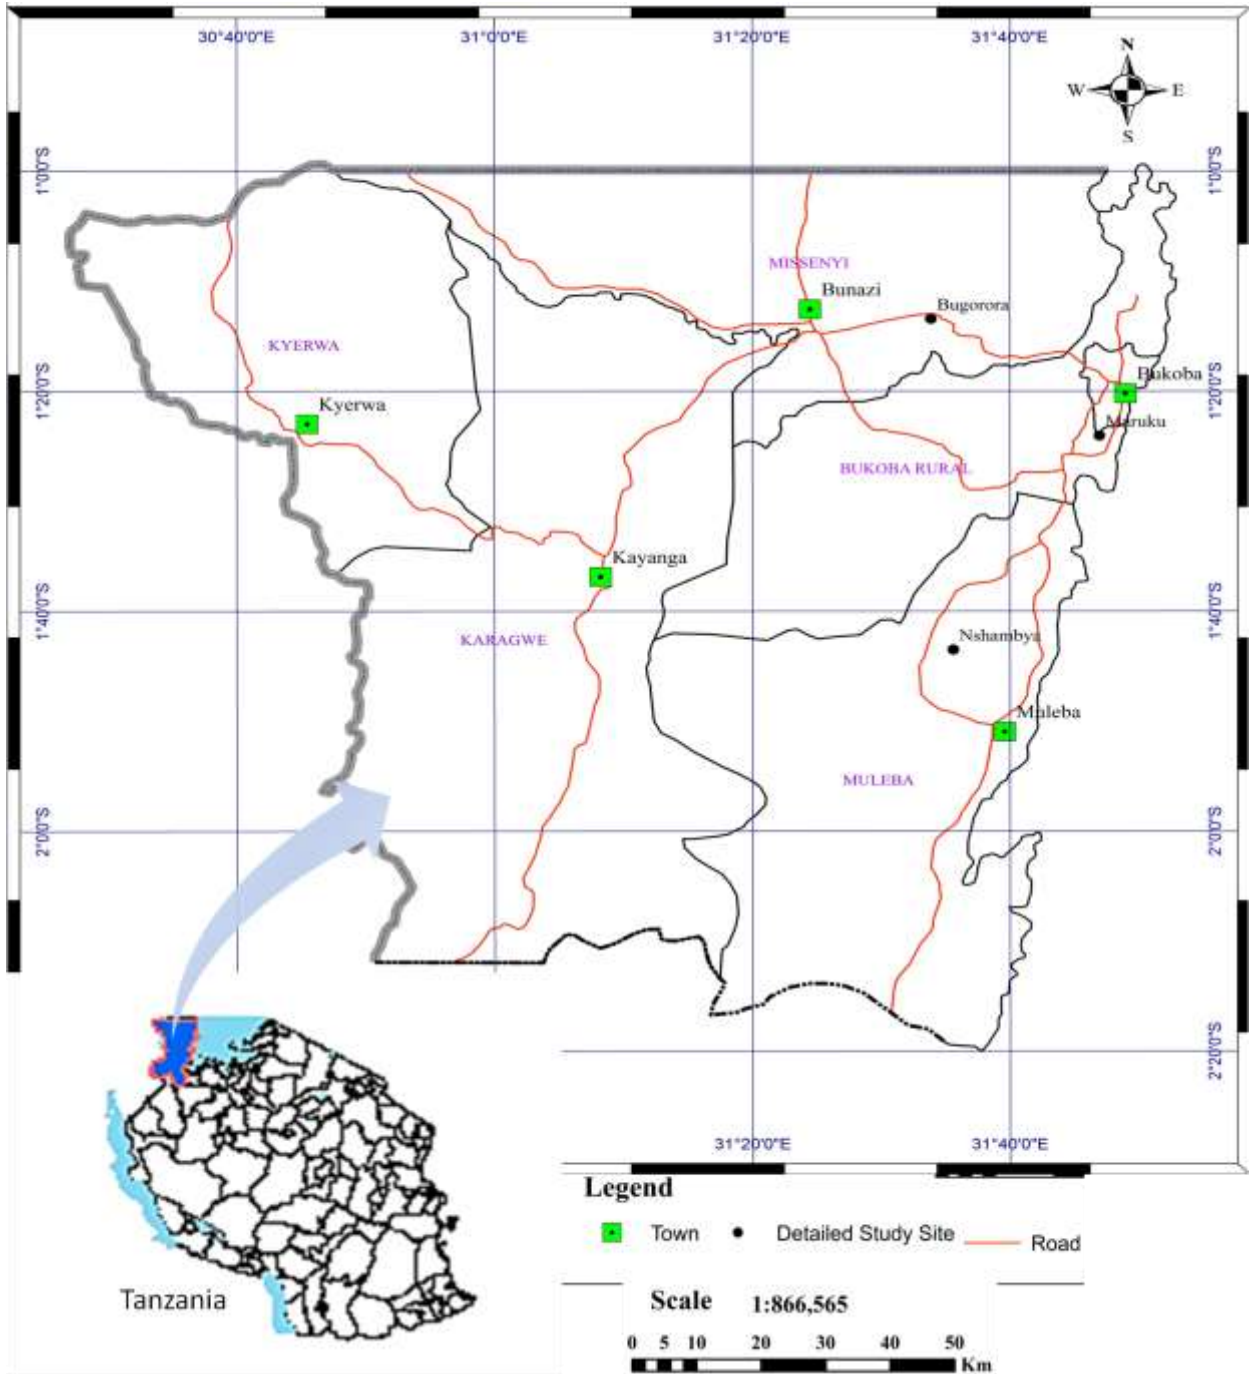 30°40'0"E 31°0'0"E 31°20'0"E 31°40'0"E
N
W E
S
1°0'0"S 1°0'0"S
MISSENYI
Bunazi
Bugorora
KYERWA
Bukoba
1°20'0"S 1°20'0"S
Kyerwa
Maruku
BUKOBA RURAL
Kayanga
1°40'0"S 1°40'0"S
KARAGWE
Nshambya
Muleba
MULEBA
2°0'0"S 2°0'0"S
2°20'0"S
31°20'0"E 31°40'0"E
Legend
Town Detailed Study Site Road
Tanzania
Scale 1:866,565
0 5 10 20 30 40 50
Km